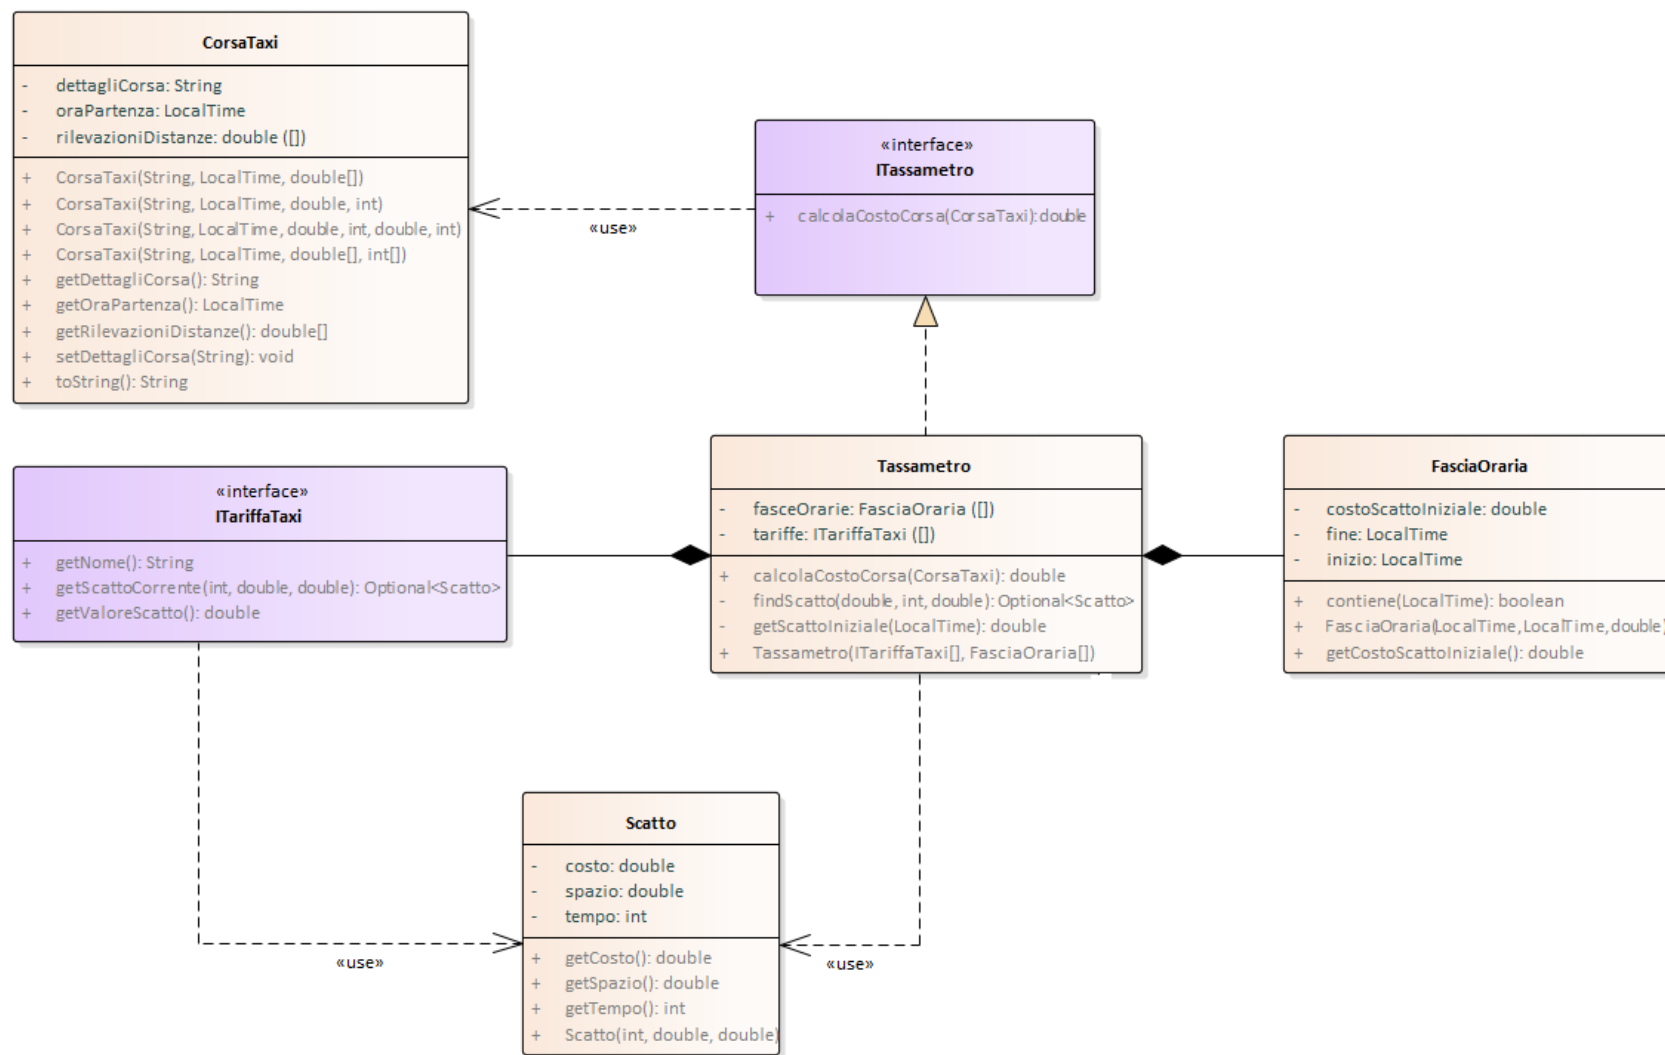 CorsaTaxi
- dettagliCorsa: String
- oraPartenza: LocalTime
- rilevazioniDistanze: double ([])
+ CorsaTaxi(String, LocalTime, double[])
+ CorsaTaxi(String, LocalTime, double, int)
+ CorsaTaxi(String, LocalTime, double, int, double, int)
+ CorsaTaxi(String, LocalTime, double[], int[])
+ getDettagliCorsa(): String
+ getOraPartenza(): LocalTime
+ getRilevazioniDistanze(): double[]
+ setDettagliCorsa(String): void
+ toString(): String
«use»
«interface»
ITassametro
+ calcolaCostoCorsa(CorsaTaxi):double
«interface»
ITariffaTaxi
+ getNome(): String
+ getScattoCorrente(int, double, double): Optional<Scatto>
+ getValoreScatto(): double
Tassametro
- fasceOrarie: FasciaOraria ([])
- tariffe: ITariffaTaxi ([])
+ calcolaCostoCorsa(CorsaTaxi): double
- findScatto(double, int, double): Optional<Scatto>
- getScattoIniziale(LocalTime): double
+ Tassametro(ITariffaTaxi[], FasciaOraria[])
FasciaOraria
- costoScattoIniziale: double
- fine: LocalTime
- inizio: LocalTime
+ contiene(LocalTime): boolean
+ FasciaOraria(LocalTime, LocalTime, double)
+ getCostoScattoIniziale(): double
Scatto
- costo: double
- spazio: double
- tempo: int
+ getCosto(): double
+ getSpazio(): double
+ getTempo(): int
+ Scatto(int, double, double)
«use»
«use»